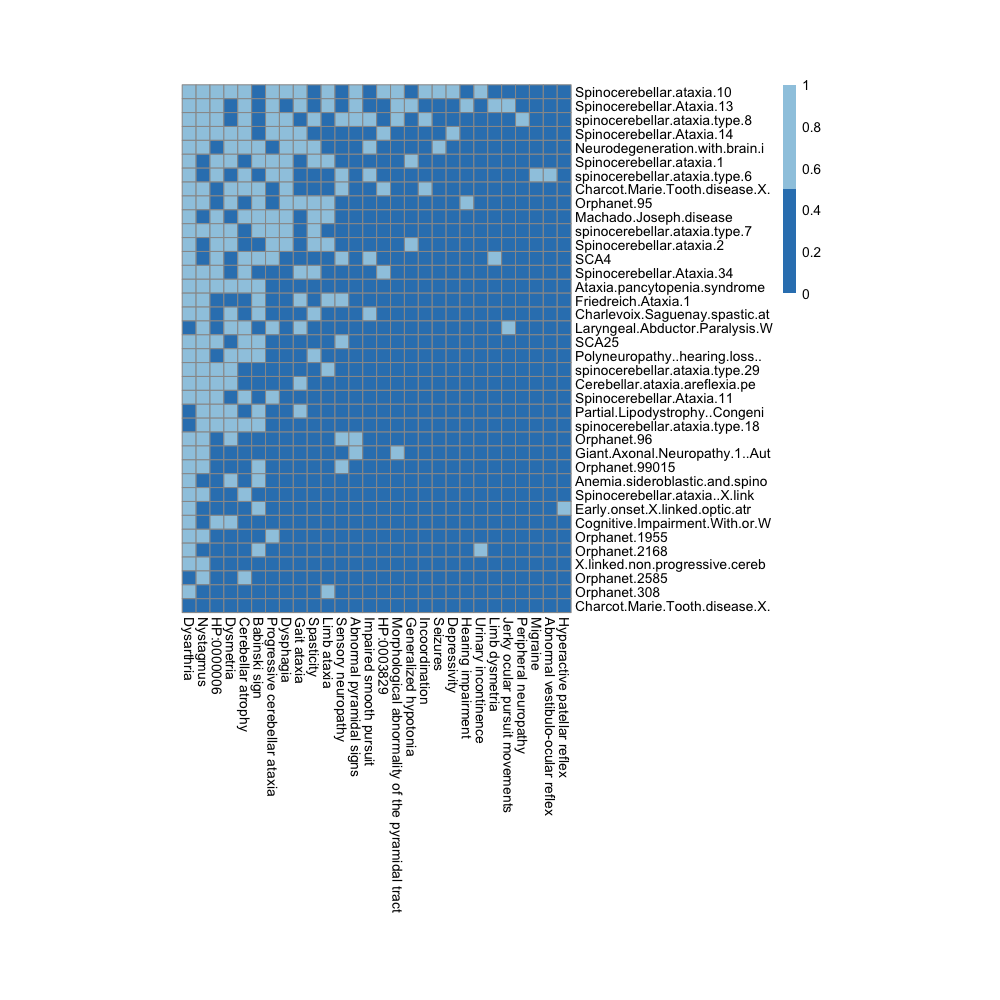 Spinocerebellar.ataxia.10
Spinocerebellar.Ataxia.13
spinocerebellar.ataxia.type.8
Spinocerebellar.Ataxia.14
Neurodegeneration.with.brain.i
Spinocerebellar.ataxia.1
spinocerebellar.ataxia.type.6
Charcot.Marie.Tooth.disease.X.
Orphanet.95
Machado.Joseph.disease
spinocerebellar.ataxia.type.7
Spinocerebellar.ataxia.2
SCA4
Spinocerebellar.Ataxia.34
Ataxia.pancytopenia.syndrome
Friedreich.Ataxia.1
Charlevoix.Saguenay.spastic.at
Laryngeal.Abductor.Paralysis.W
SCA25
Polyneuropathy..hearing.loss..
spinocerebellar.ataxia.type.29
Cerebellar.ataxia.areflexia.pe
Spinocerebellar.Ataxia.11
Partial.Lipodystrophy..Congeni
spinocerebellar.ataxia.type.18
Orphanet.96
Giant.Axonal.Neuropathy.1..Aut
Orphanet.99015
Anemia.sideroblastic.and.spino
Spinocerebellar.ataxia..X.link
Early.onset.X.linked.optic.atr
Cognitive.Impairment.With.or.W
Orphanet.1955
Orphanet.2168
X.linked.non.progressive.cereb
Orphanet.2585
Orphanet.308
Charcot.Marie.Tooth.disease.X.
1
0.8
0.6
0.4
0.2
0
Dysarthria
Nystagmus
HP:0000006
Dysmetria
Cerebellar atrophy
Babinski sign
Progressive cerebellar ataxia
Dysphagia
Gait ataxia
Spasticity
Limb ataxia
Sensory neuropathy
Abnormal pyramidal signs
Impaired smooth pursuit
HP:0003829
Morphological abnormality of the pyramidal tract
Generalized hypotonia
Incoordination
Seizures
Depressivity
Hearing impairment
Urinary incontinence
Limb dysmetria
Jerky ocular pursuit movements
Peripheral neuropathy
Migraine
Abnormal vestibulo-ocular reflex
Hyperactive patellar reflex